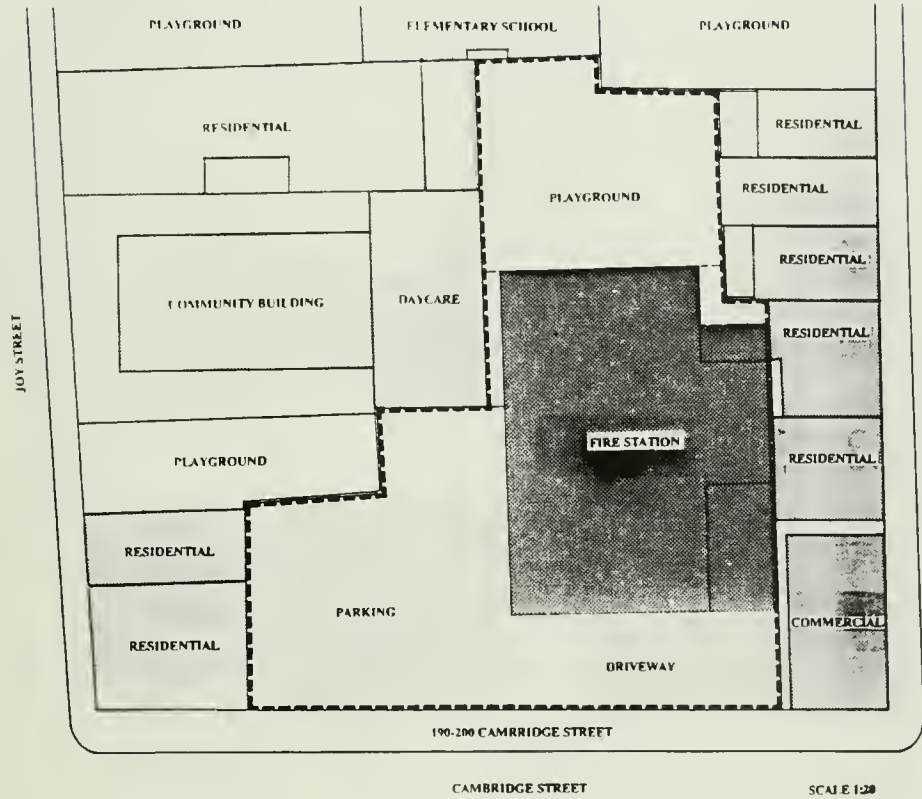 PLAYGROUND
ELEMENTARY SCHOOL
PLAYGROUND
RESIDENTIAL
RESIDENTIAL
RESIDENTIAL
PLAYGROUND
RESIDENTIAL
COMMUNITY BUILDING
DAYCARE
RESIDENTIAL
JOY STREET
FIRE STATION
PLAYGROUND
RESIDENTIAL
RESIDENTIAL
PARKING
COMMERCIAL
RESIDENTIAL
DRIVEWAY
190-200 CAMBRIDGE STREET
CAMBRIDGE STREET
SCALE 1:20